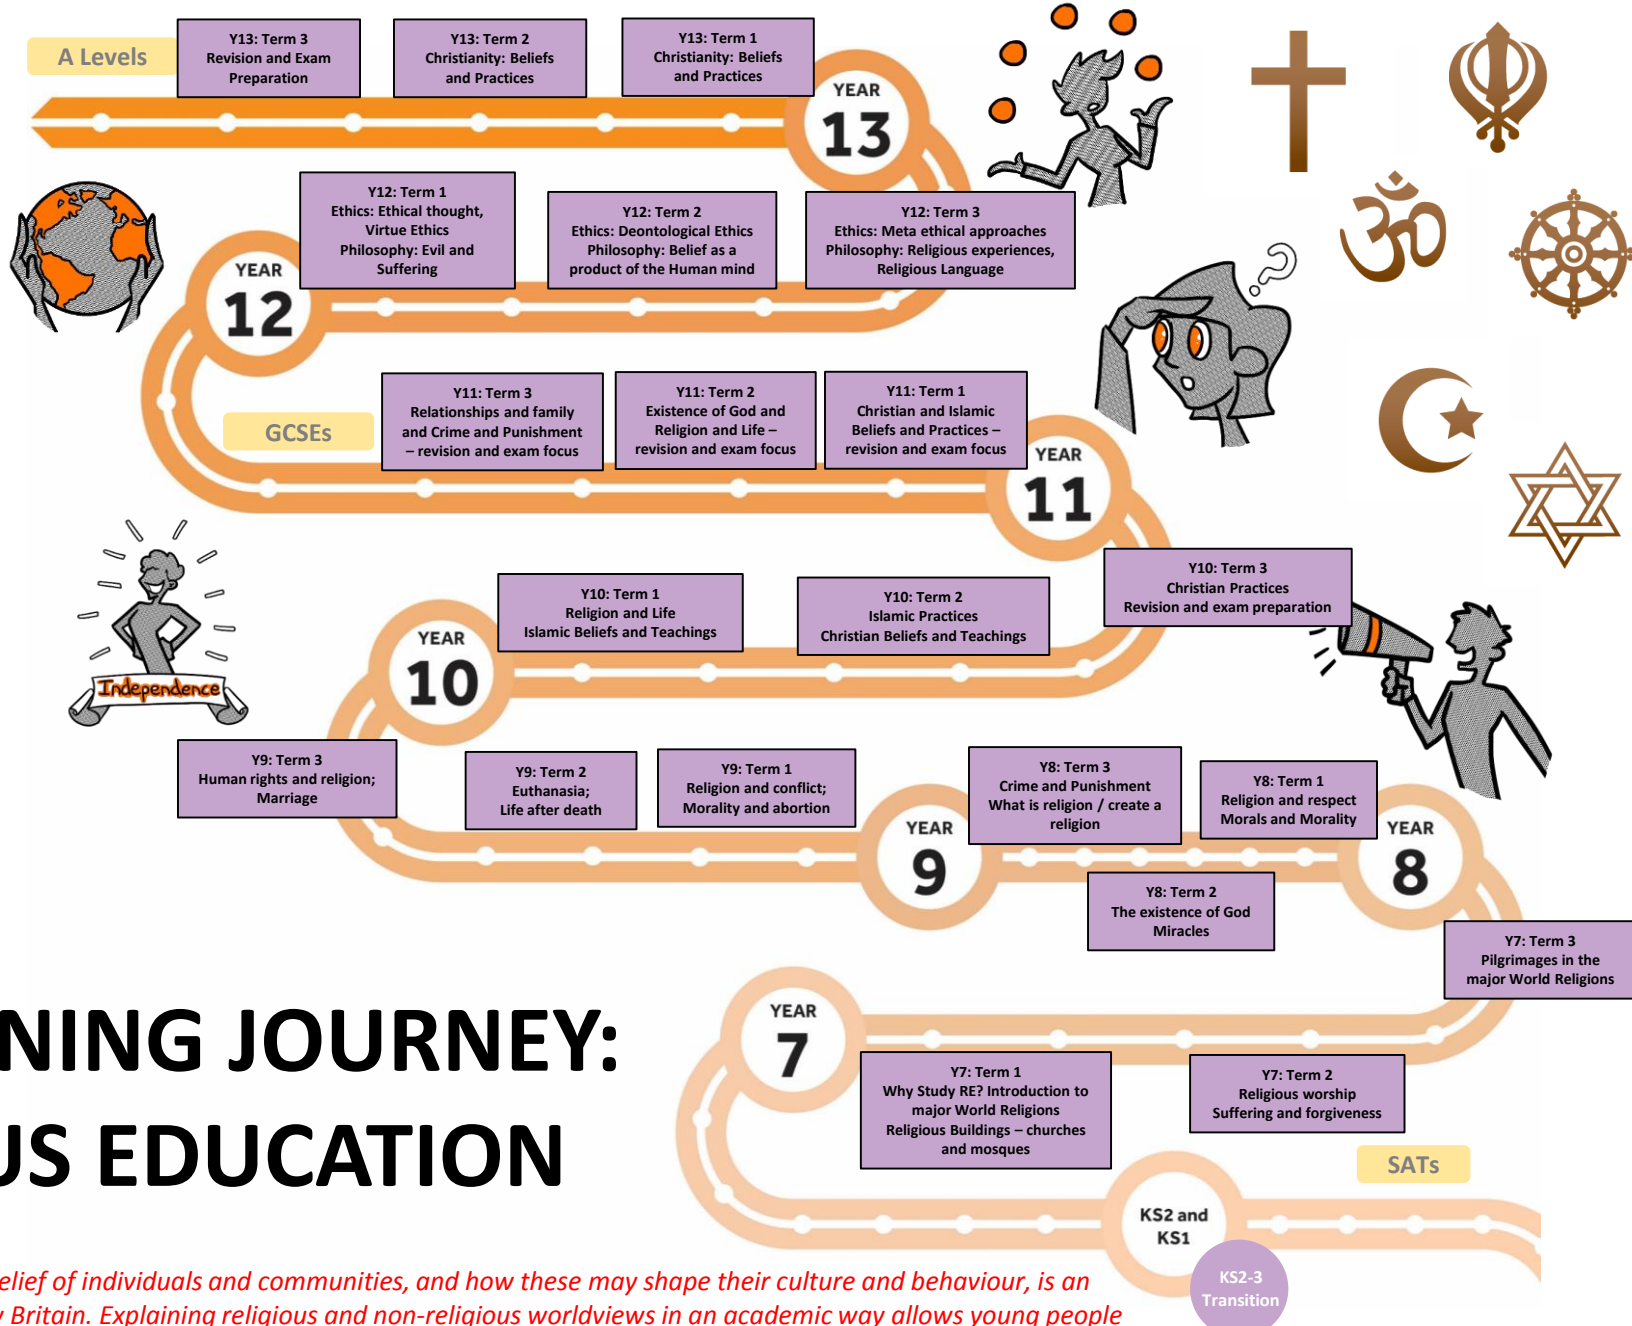 A Levels
Y13: Term 3
Revision and Exam
Preparation
Y13: Term 2
Christianity: Beliefs
and Practices
Y13: Term 1
Christianity: Beliefs
and Practices
YEAR
13
Y12: Term 1
Ethics: Ethical thought,
Virtue Ethics
Philosophy: Evil and
Suffering
Y12: Term 2
Ethics: Deontological Ethics
Philosophy: Belief as a
product of the Human mind
Y12: Term 3
Ethics: Meta ethical approaches
Philosophy: Religious experiences,
Religious Language
YEAR
12
GCSEs
Y11: Term 3
Relationships and family
and Crime and Punishment
– revision and exam focus
Y11: Term 2
Existence of God and
Religion and Life –
revision and exam focus
Y11: Term 1
Christian and Islamic
Beliefs and Practices –
revision and exam focus
YEAR
11
Independence
YEAR
10
Y10: Term 1
Religion and Life
Islamic Beliefs and Teachings
Y10: Term 2
Islamic Practices
Christian Beliefs and Teachings
Y10: Term 3
Christian Practices
Revision and exam preparation
Y9: Term 3
Human rights and religion;
Marriage
Y9: Term 2
Euthanasia;
Life after death
Y9: Term 1
Religion and conflict;
Morality and abortion
YEAR
9
Y8: Term 3
Crime and Punishment
What is religion / create a
religion
Y8: Term 1
Religion and respect
Morals and Morality
YEAR
8
Y8: Term 2
The existence of God
Miracles
Y7: Term 3
Pilgrimages in the
major World Religions
YEAR
7
Y7: Term 1
Why Study RE? Introduction to
major World Religions
Religious Buildings – churches
and mosques
Y7: Term 2
Religious worship
Suffering and forgiveness
NING JOURNEY:
US EDUCATION
SATs
KS2 and
KS1
KS2-3
Transition
elief of individuals and communities, and how these may shape their culture and behaviour, is an
Britain. Explaining religious and non-religious worldviews in an academic way allows young people